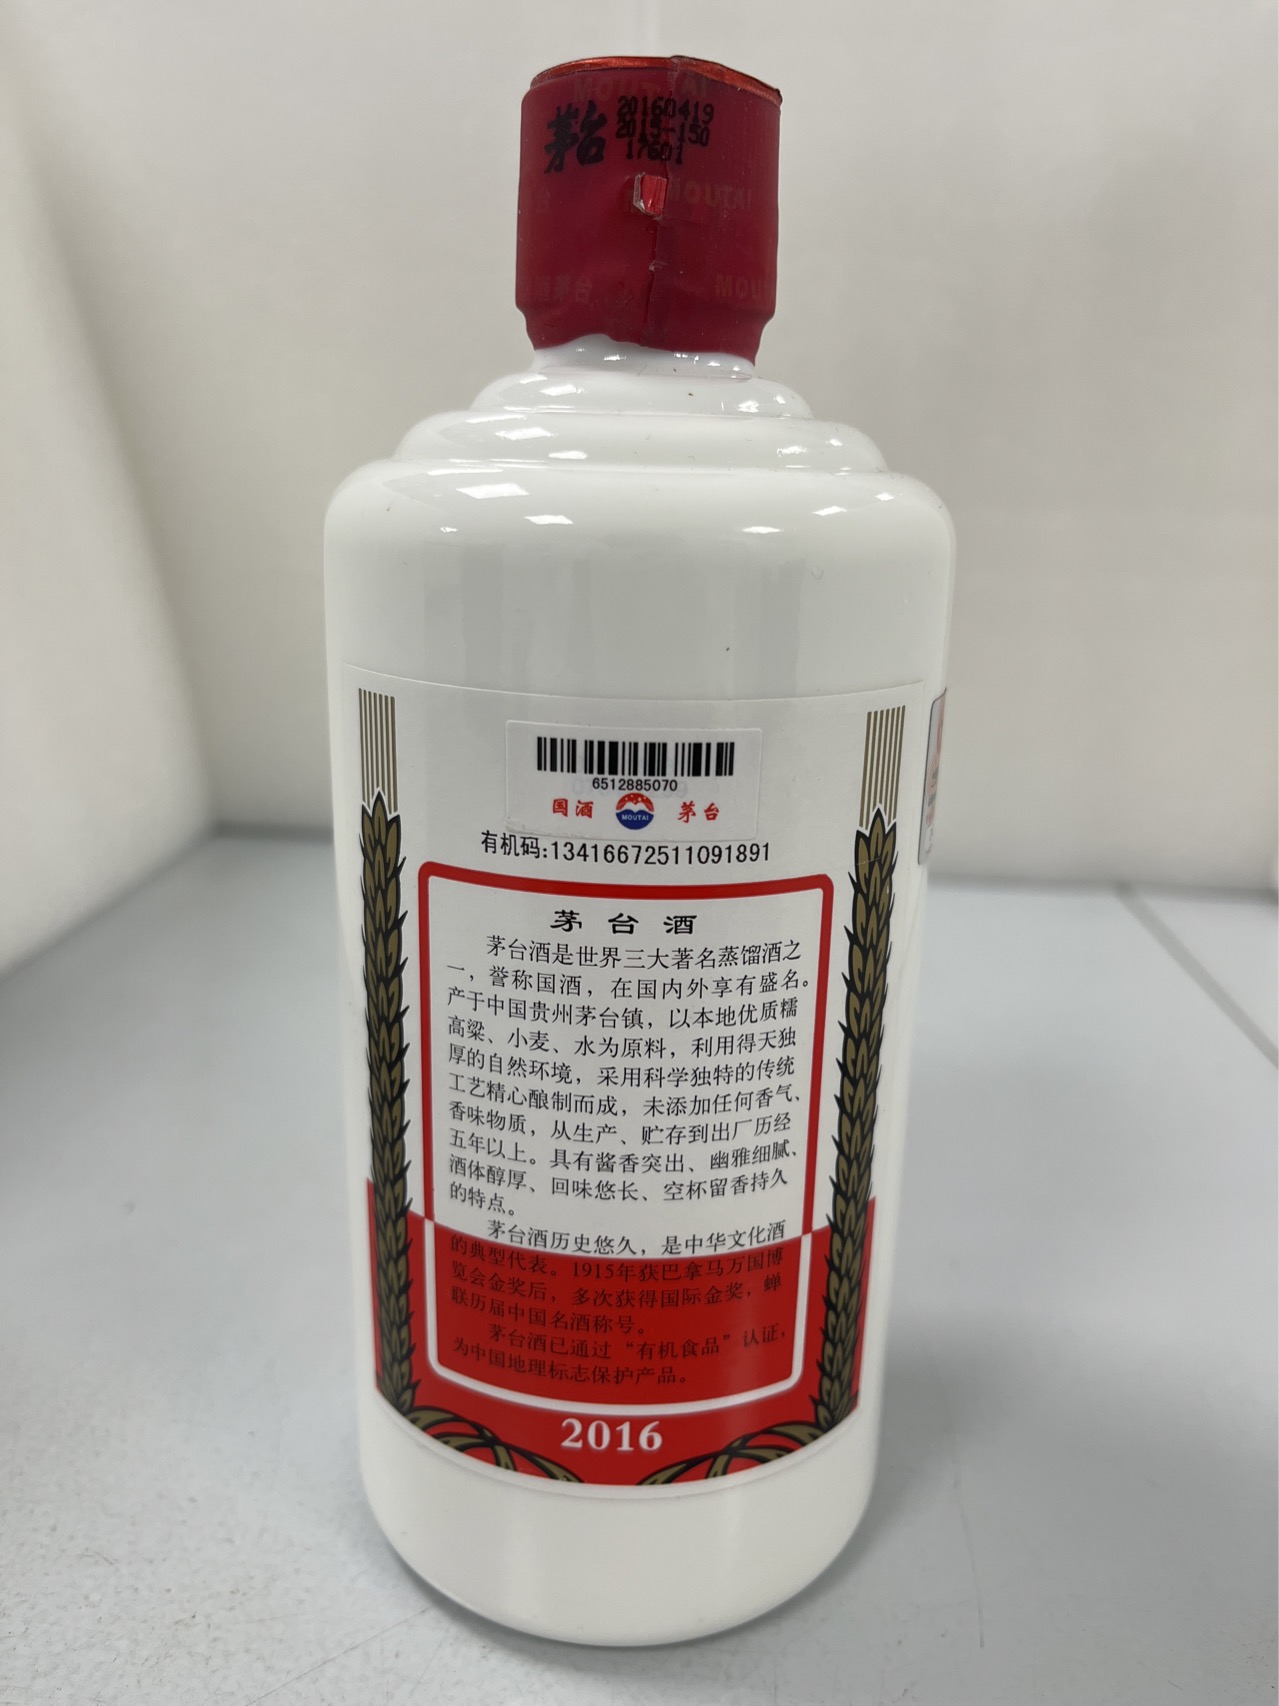 MOUTAI
茅台
20160419
2015-150
17601
MOUTAI
茅台
MOU
6512885070
国酒 MOUTAI 茅台
有机码:13416672511091891
茅台酒
茅台酒是世界三大著名蒸馏酒之
一，誉称国酒，在国内外享有盛名。
产于中国贵州茅台镇，以本地优质糯
高粱、小麦、水为原料，利用得天独
厚的自然环境，采用科学独特的传统
工艺精心酿制而成，未添加任何香气、
香味物质，从生产、贮存到出厂历经
五年以上。具有酱香突出、幽雅细腻、
酒体醇厚、回味悠长、空杯留香持久
的特点。
茅台酒历史悠久，是中华文化酒
的典型代表。1915年获巴拿马万国博
览会金奖后，多次获得国际金奖，蝉
联历届中国名酒称号。
茅台酒已通过“有机食品”认证，
为中国地理标志保护产品。
2016